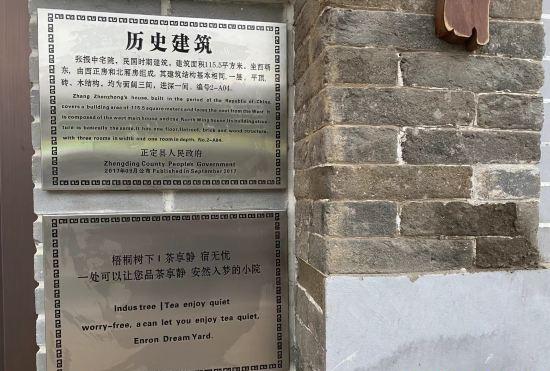 历史建筑
张振中宅院，民国时期建筑。建筑面积115.5平方米，坐西朝
东，由西正房和北厢房组成，其建筑结构基本相同，一层，平顶，
砖、木结构，均为面阔三间，进深一间。编号2-A04。
Zhang Zhenzhong's house, built in the period of the Republic of China,
covers a building area of 115.5 square meters and faces the east from the West. It
is composed of the west main house and the North Wing house Its building struc-
ture is basically the same.It has one floor,flat roof, brick and wood structure,
with three rooms in width and one room in depth. No.2-A04.
正定县人民政府
Zhengding County People's Government
2017年09月公布 Published in September 2017
梧桐树下 | 茶享静 宿无忧
一处可以让您品茶享静 安然入梦的小院
Indus tree | Tea enjoy quiet
worry-free, a can let you enjoy tea quiet,
Enron Dream Yard.